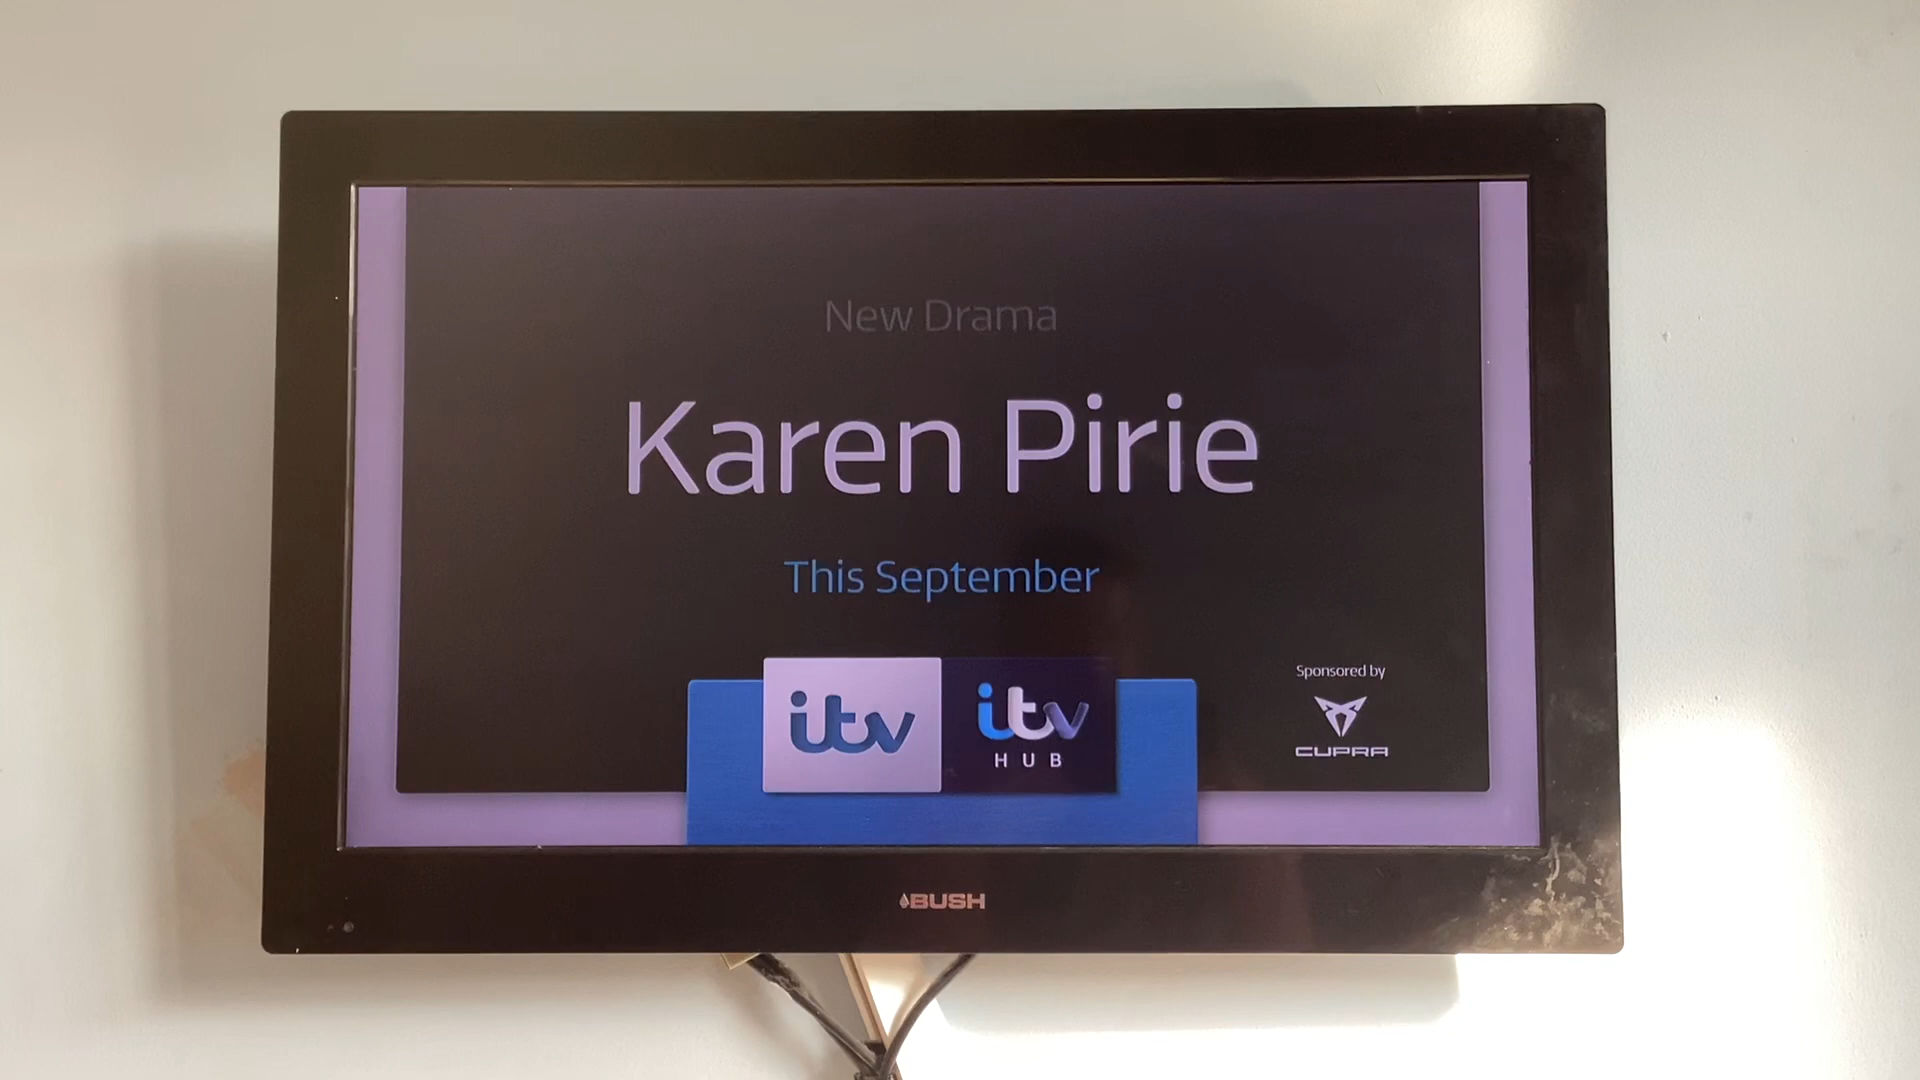 New Drama
Karen Pirie
This September
Sponsored by
CUPRA
itv
itv
HUB
BUSH